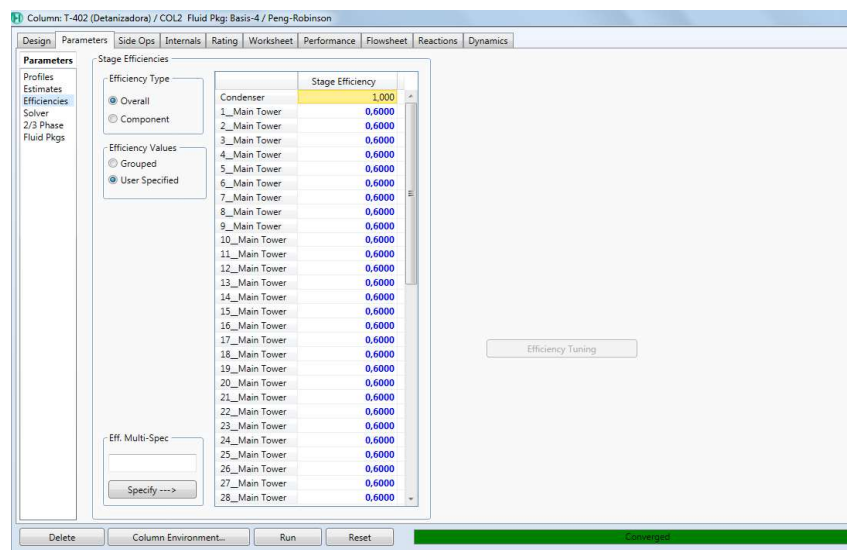 Column: T-402 (Detanizadora) / COL2 Fluid Pkg: Basis-4 / Peng-Robinson
Design Parameters Side Ops Internals Rating Worksheet Performance Flowsheet Reactions Dynamics
Parameters
Profiles
Estimates
Efficiencies
Solver
2/3 Phase
Fluid Pkgs
Stage Efficiencies
Efficiency Type
Overall
Component
Efficiency Values
Grouped
User Specified
Eff. Multi-Spec
Specify --->
Stage Efficiency
Condenser 1,000
1__Main Tower 0,6000
2__Main Tower 0,6000
3__Main Tower 0,6000
4__Main Tower 0,6000
5__Main Tower 0,6000
6__Main Tower 0,6000
7__Main Tower 0,6000
8__Main Tower 0,6000
9__Main Tower 0,6000
10__Main Tower 0,6000
11__Main Tower 0,6000
12__Main Tower 0,6000
13__Main Tower 0,6000
14__Main Tower 0,6000
15__Main Tower 0,6000
16__Main Tower 0,6000
17__Main Tower 0,6000
18__Main Tower 0,6000
19__Main Tower 0,6000
20__Main Tower 0,6000
21__Main Tower 0,6000
22__Main Tower 0,6000
23__Main Tower 0,6000
24__Main Tower 0,6000
25__Main Tower 0,6000
26__Main Tower 0,6000
27__Main Tower 0,6000
28__Main Tower 0,6000
Efficiency Tuning
Delete Column Environment... Run Reset Converged